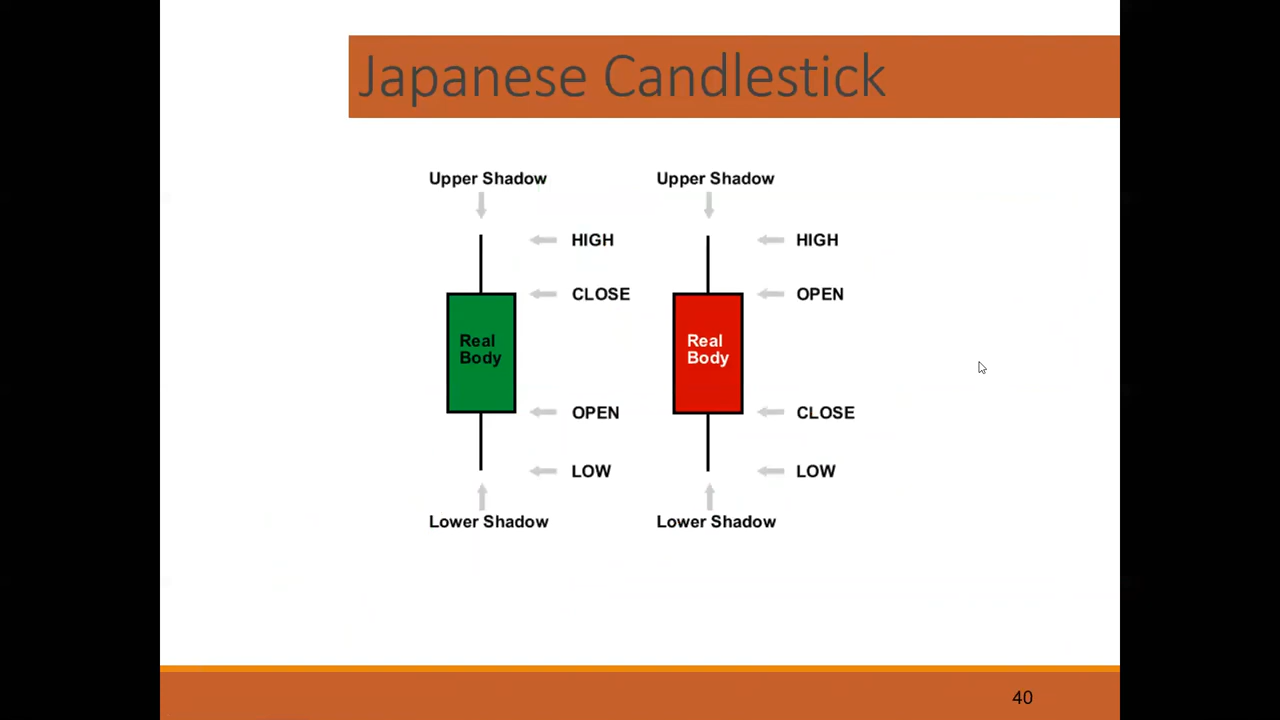 Japanese Candlestick
Upper Shadow
Upper Shadow
HIGH
HIGH
CLOSE
OPEN
Real
Body
Real
Body
OPEN
CLOSE
LOW
LOW
Lower Shadow
Lower Shadow
40